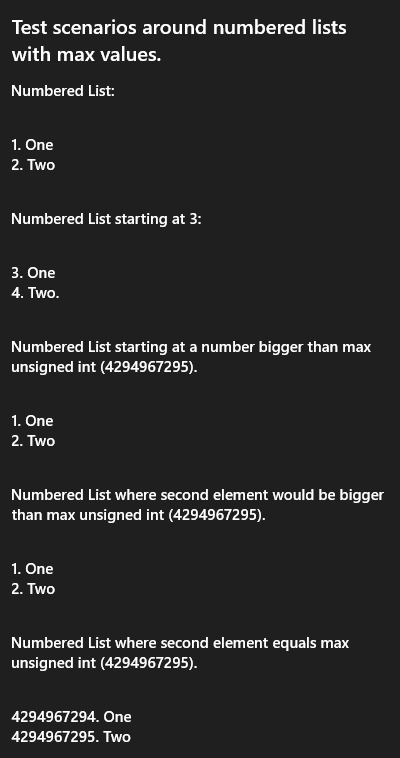 Test scenarios around numbered lists
with max values.
Numbered List:
1. One
2. Two
Numbered List starting at 3:
3. One
4. Two.
Numbered List starting at a number bigger than max
unsigned int (4294967295).
1. One
2. Two
Numbered List where second element would be bigger
than max unsigned int (4294967295).
1. One
2. Two
Numbered List where second element equals max
unsigned int (4294967295).
4294967294. One
4294967295. Two